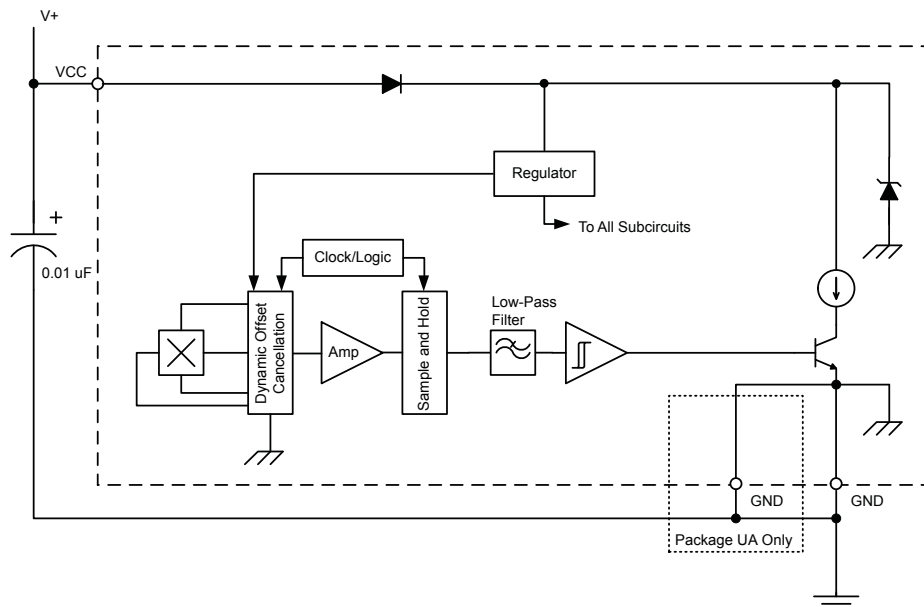 V+
VCC
Regulator
To All Subcircuits
+
0.01 uF
Clock/Logic
Low-Pass
Filter
Dynamic Offset
Cancellation
Amp
Sample and Hold
GND
GND
Package UA Only